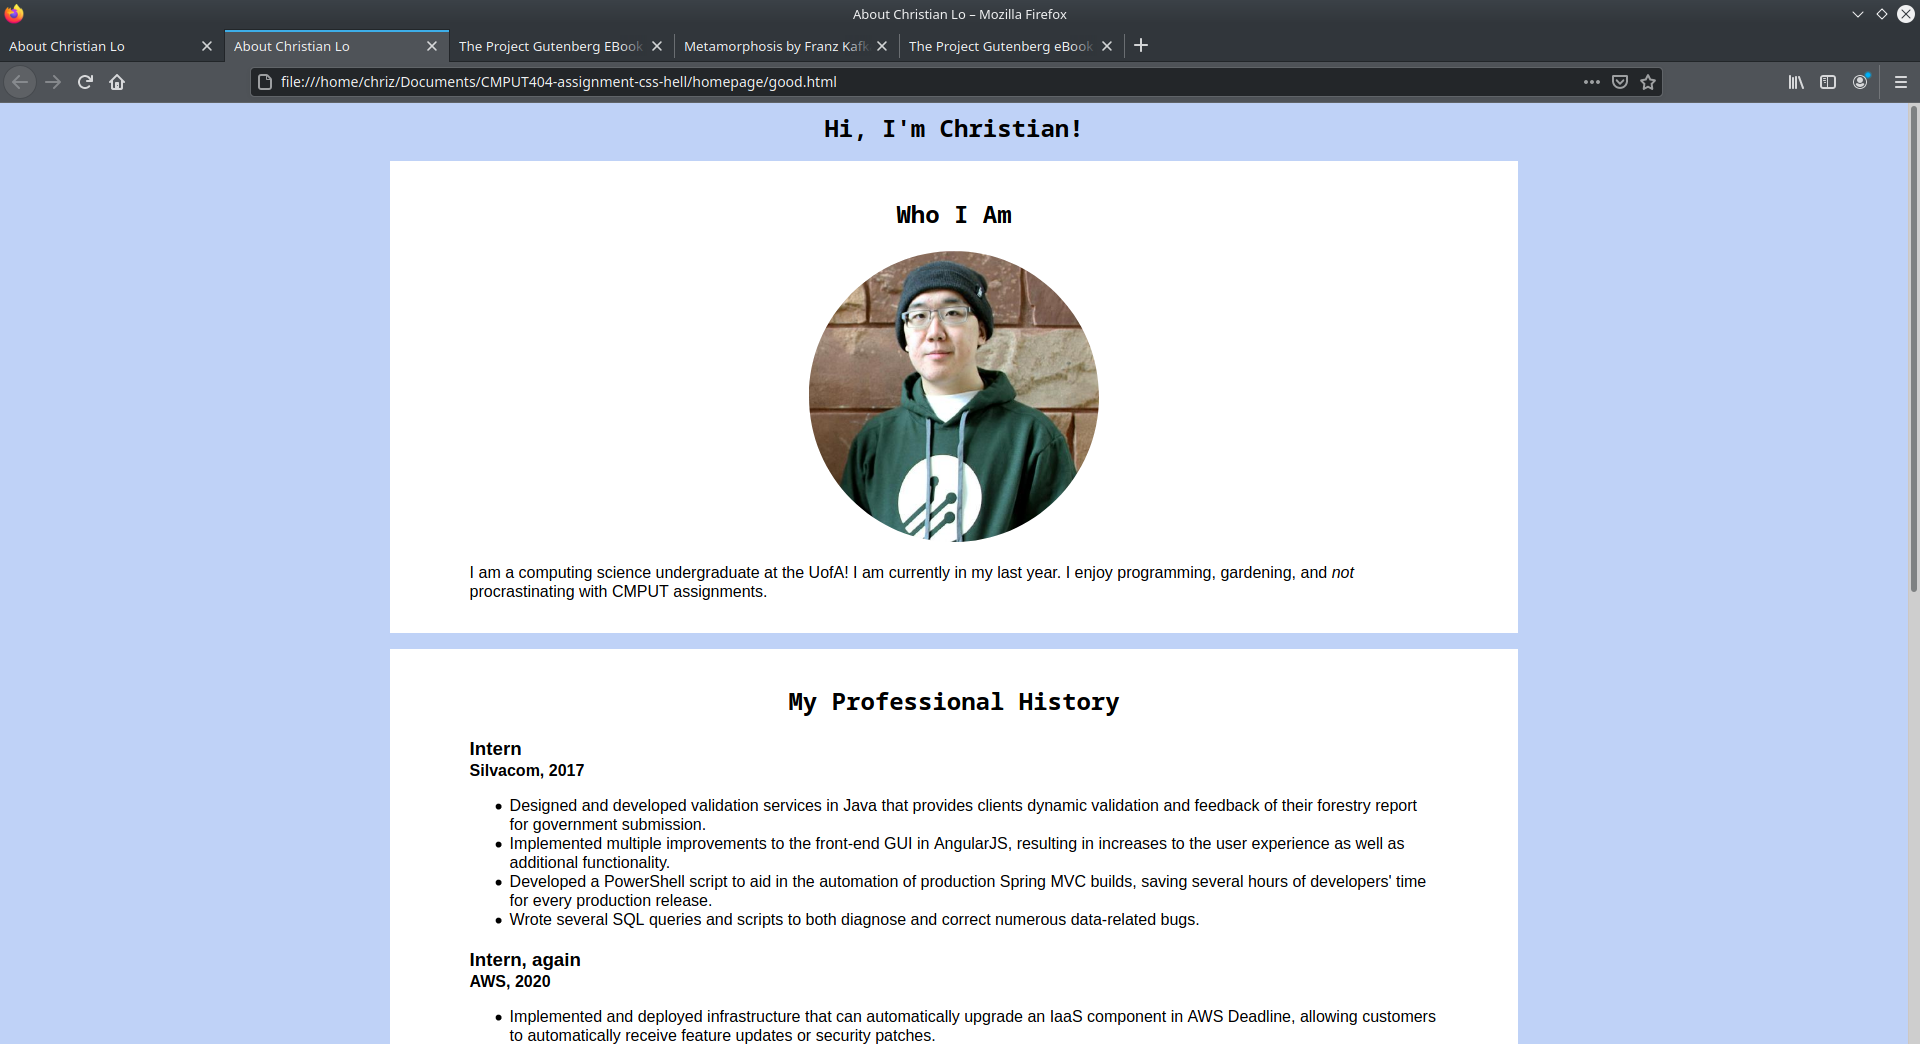 About Christian Lo – Mozilla Firefox
About Christian Lo
About Christian Lo
The Project Gutenberg EBook
Metamorphosis by Franz Kafk
The Project Gutenberg eBook
file:///home/chriz/Documents/CMPUT404-assignment-css-hell/homepage/good.html
Hi, I'm Christian!
Who I Am
I am a computing science undergraduate at the UofA! I am currently in my last year. I enjoy programming, gardening, and not
procrastinating with CMPUT assignments.
My Professional History
Intern
Silvacom, 2017
• Designed and developed validation services in Java that provides clients dynamic validation and feedback of their forestry report
for government submission.
• Implemented multiple improvements to the front-end GUI in AngularJS, resulting in increases to the user experience as well as
additional functionality.
• Developed a PowerShell script to aid in the automation of production Spring MVC builds, saving several hours of developers' time
for every production release.
• Wrote several SQL queries and scripts to both diagnose and correct numerous data-related bugs.
Intern, again
AWS, 2020
• Implemented and deployed infrastructure that can automatically upgrade an IaaS component in AWS Deadline, allowing customers
to automatically receive feature updates or security patches.